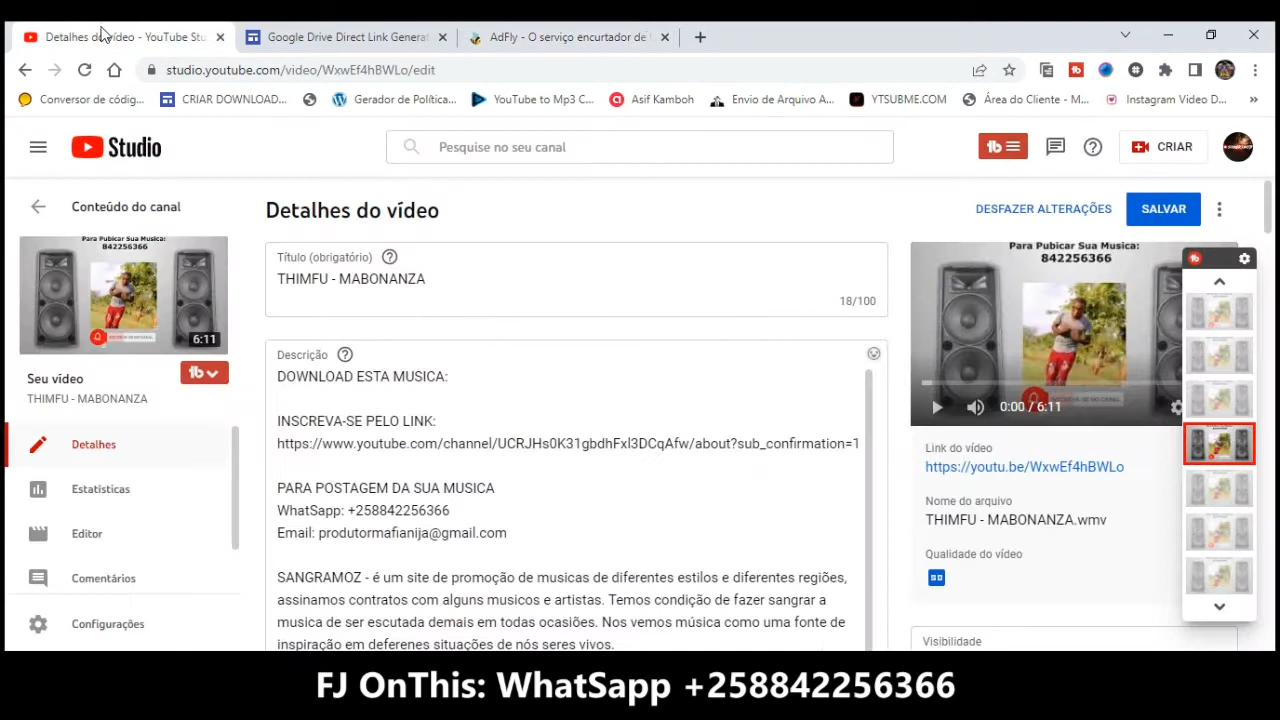 Detalhes do vídeo - YouTube Stu
Google Drive Direct Link Generat
AdFly - O serviço encurtador de
studio.youtube.com/video/WxwEf4hBWLo/edit
Conversor de códig...
CRIAR DOWNLOAD...
Gerador de Política...
YouTube to Mp3 C...
Asif Kamboh
Envio de Arquivo A...
YTSUBME.COM
Área do Cliente - M...
Instagram Video D...
Studio
Pesquise no seu canal
CRIAR
Conteúdo do canal
Detalhes do vídeo
DESFAZER ALTERAÇÕES
SALVAR
Para Pubicar Sua Musica:
842256366
6:11
Seu vídeo
THIMFU - MABONANZA
Detalhes
Estatísticas
Editor
Comentários
Configurações
Título (obrigatório)
THIMFU - MABONANZA
18/100
Descrição
DOWNLOAD ESTA MUSICA:
INSCREVA-SE PELO LINK:
https://www.youtube.com/channel/UCRJHs0K31gbdhFxl3DCqAfw/about?sub_confirmation=1
PARA POSTAGEM DA SUA MUSICA
WhatSapp: +258842256366
Email: produtormafianija@gmail.com
SANGRAMOZ - é um site de promoção de musicas de diferentes estilos e diferentes regiões,
assinamos contratos com alguns musicos e artistas. Temos condição de fazer sangrar a
musica de ser escutada demais em todas ocasiões. Nos vemos música como uma fonte de
inspiração em deferenes situações de nós seres vivos.
Para Pubicar Sua Musica:
842256366
0:00 / 6:11
Link do vídeo
https://youtu.be/WxwEf4hBWLo
Nome do arquivo
THIMFU - MABONANZA.wmv
Qualidade do vídeo
SD
Visibilidade
FJ OnThis: WhatSapp +258842256366